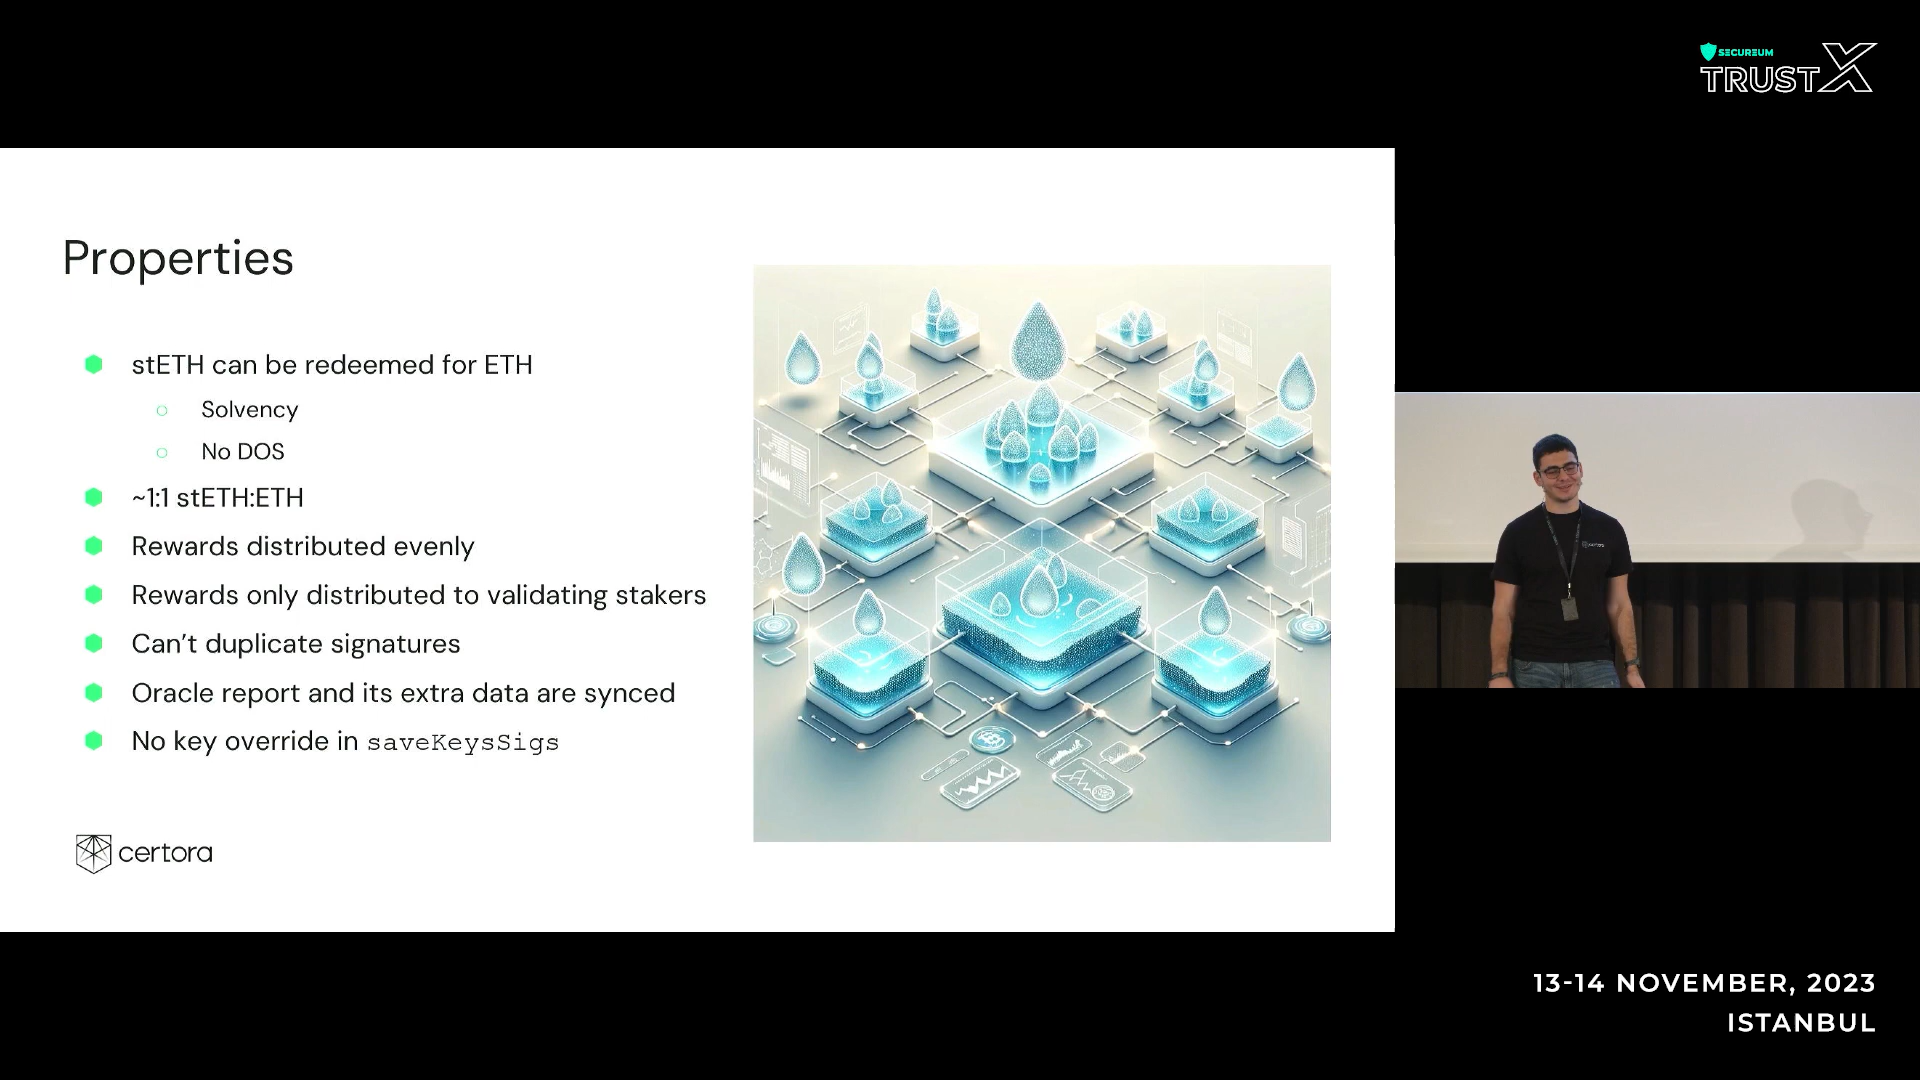 SECUREUM
TRUSTX
Properties
stETH can be redeemed for ETH
Solvency
No DOS
~1:1 stETH:ETH
Rewards distributed evenly
Rewards only distributed to validating stakers
Can't duplicate signatures
Oracle report and its extra data are synced
No key override in saveKeysSigs
certora
certora
13-14 NOVEMBER, 2023
ISTANBUL